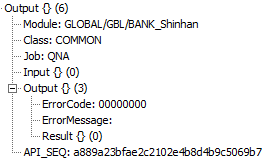 Output {} (6)
Module: GLOBAL/GBL/BANK_Shinhan
Class: COMMON
Job: QNA
Input {} (0)
Output {} (3)
ErrorCode: 00000000
ErrorMessage:
Result {} (0)
API_SEQ: a889a23bfae2c2102e4b8d4b9c5069b7